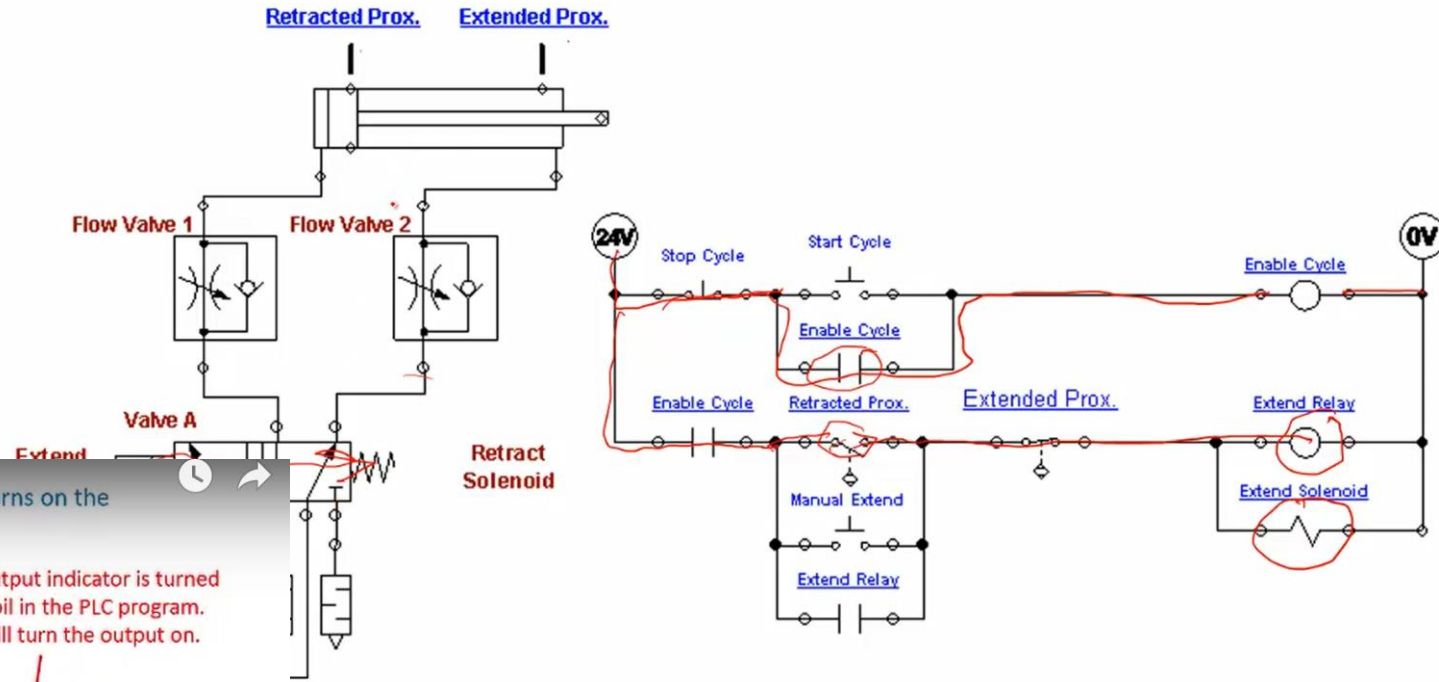 Retracted Prox. Extended Prox.
Flow Valve 1
Flow Valve 2
Valve A
Extend
Retract
Solenoid
rns on the
tput indicator is turned
oil in the PLC program.
ll turn the output on.
24V
0V
Stop Cycle
Start Cycle
Enable Cycle
Enable Cycle
Enable Cycle
Retracted Prox.
Extended Prox.
Extend Relay
Manual Extend
Extend Solenoid
Extend Relay